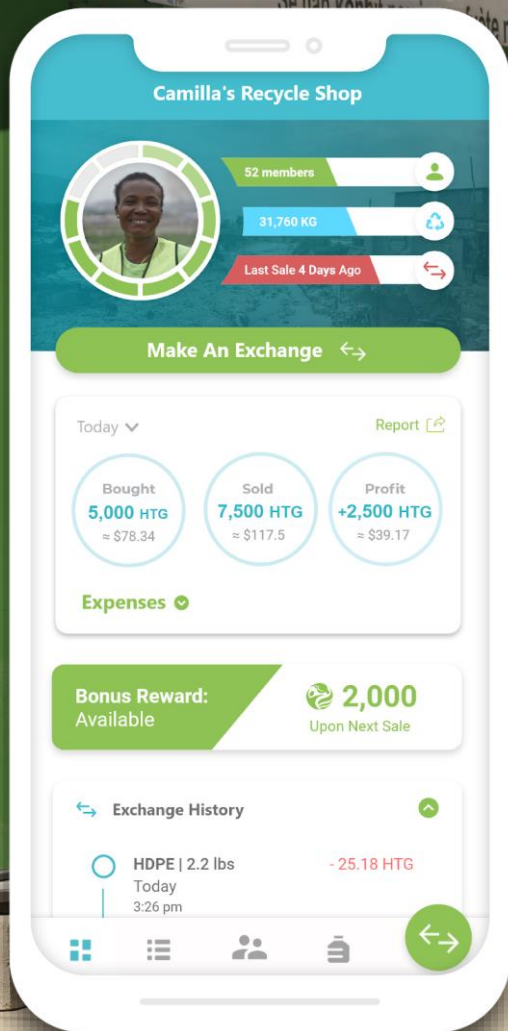 Camilla's Recycle Shop
52 members
31,760 KG
Last Sale 4 Days Ago
Make An Exchange
Today
Report
Bought
5,000 HTG
≈ $78.34
Sold
7,500 HTG
≈ $117.5
Profit
+2,500 HTG
≈ $39.17
Expenses
Bonus Reward:
Available
2,000
Upon Next Sale
Exchange History
HDPE | 2.2 lbs
- 25.18 HTG
Today
3:26 pm